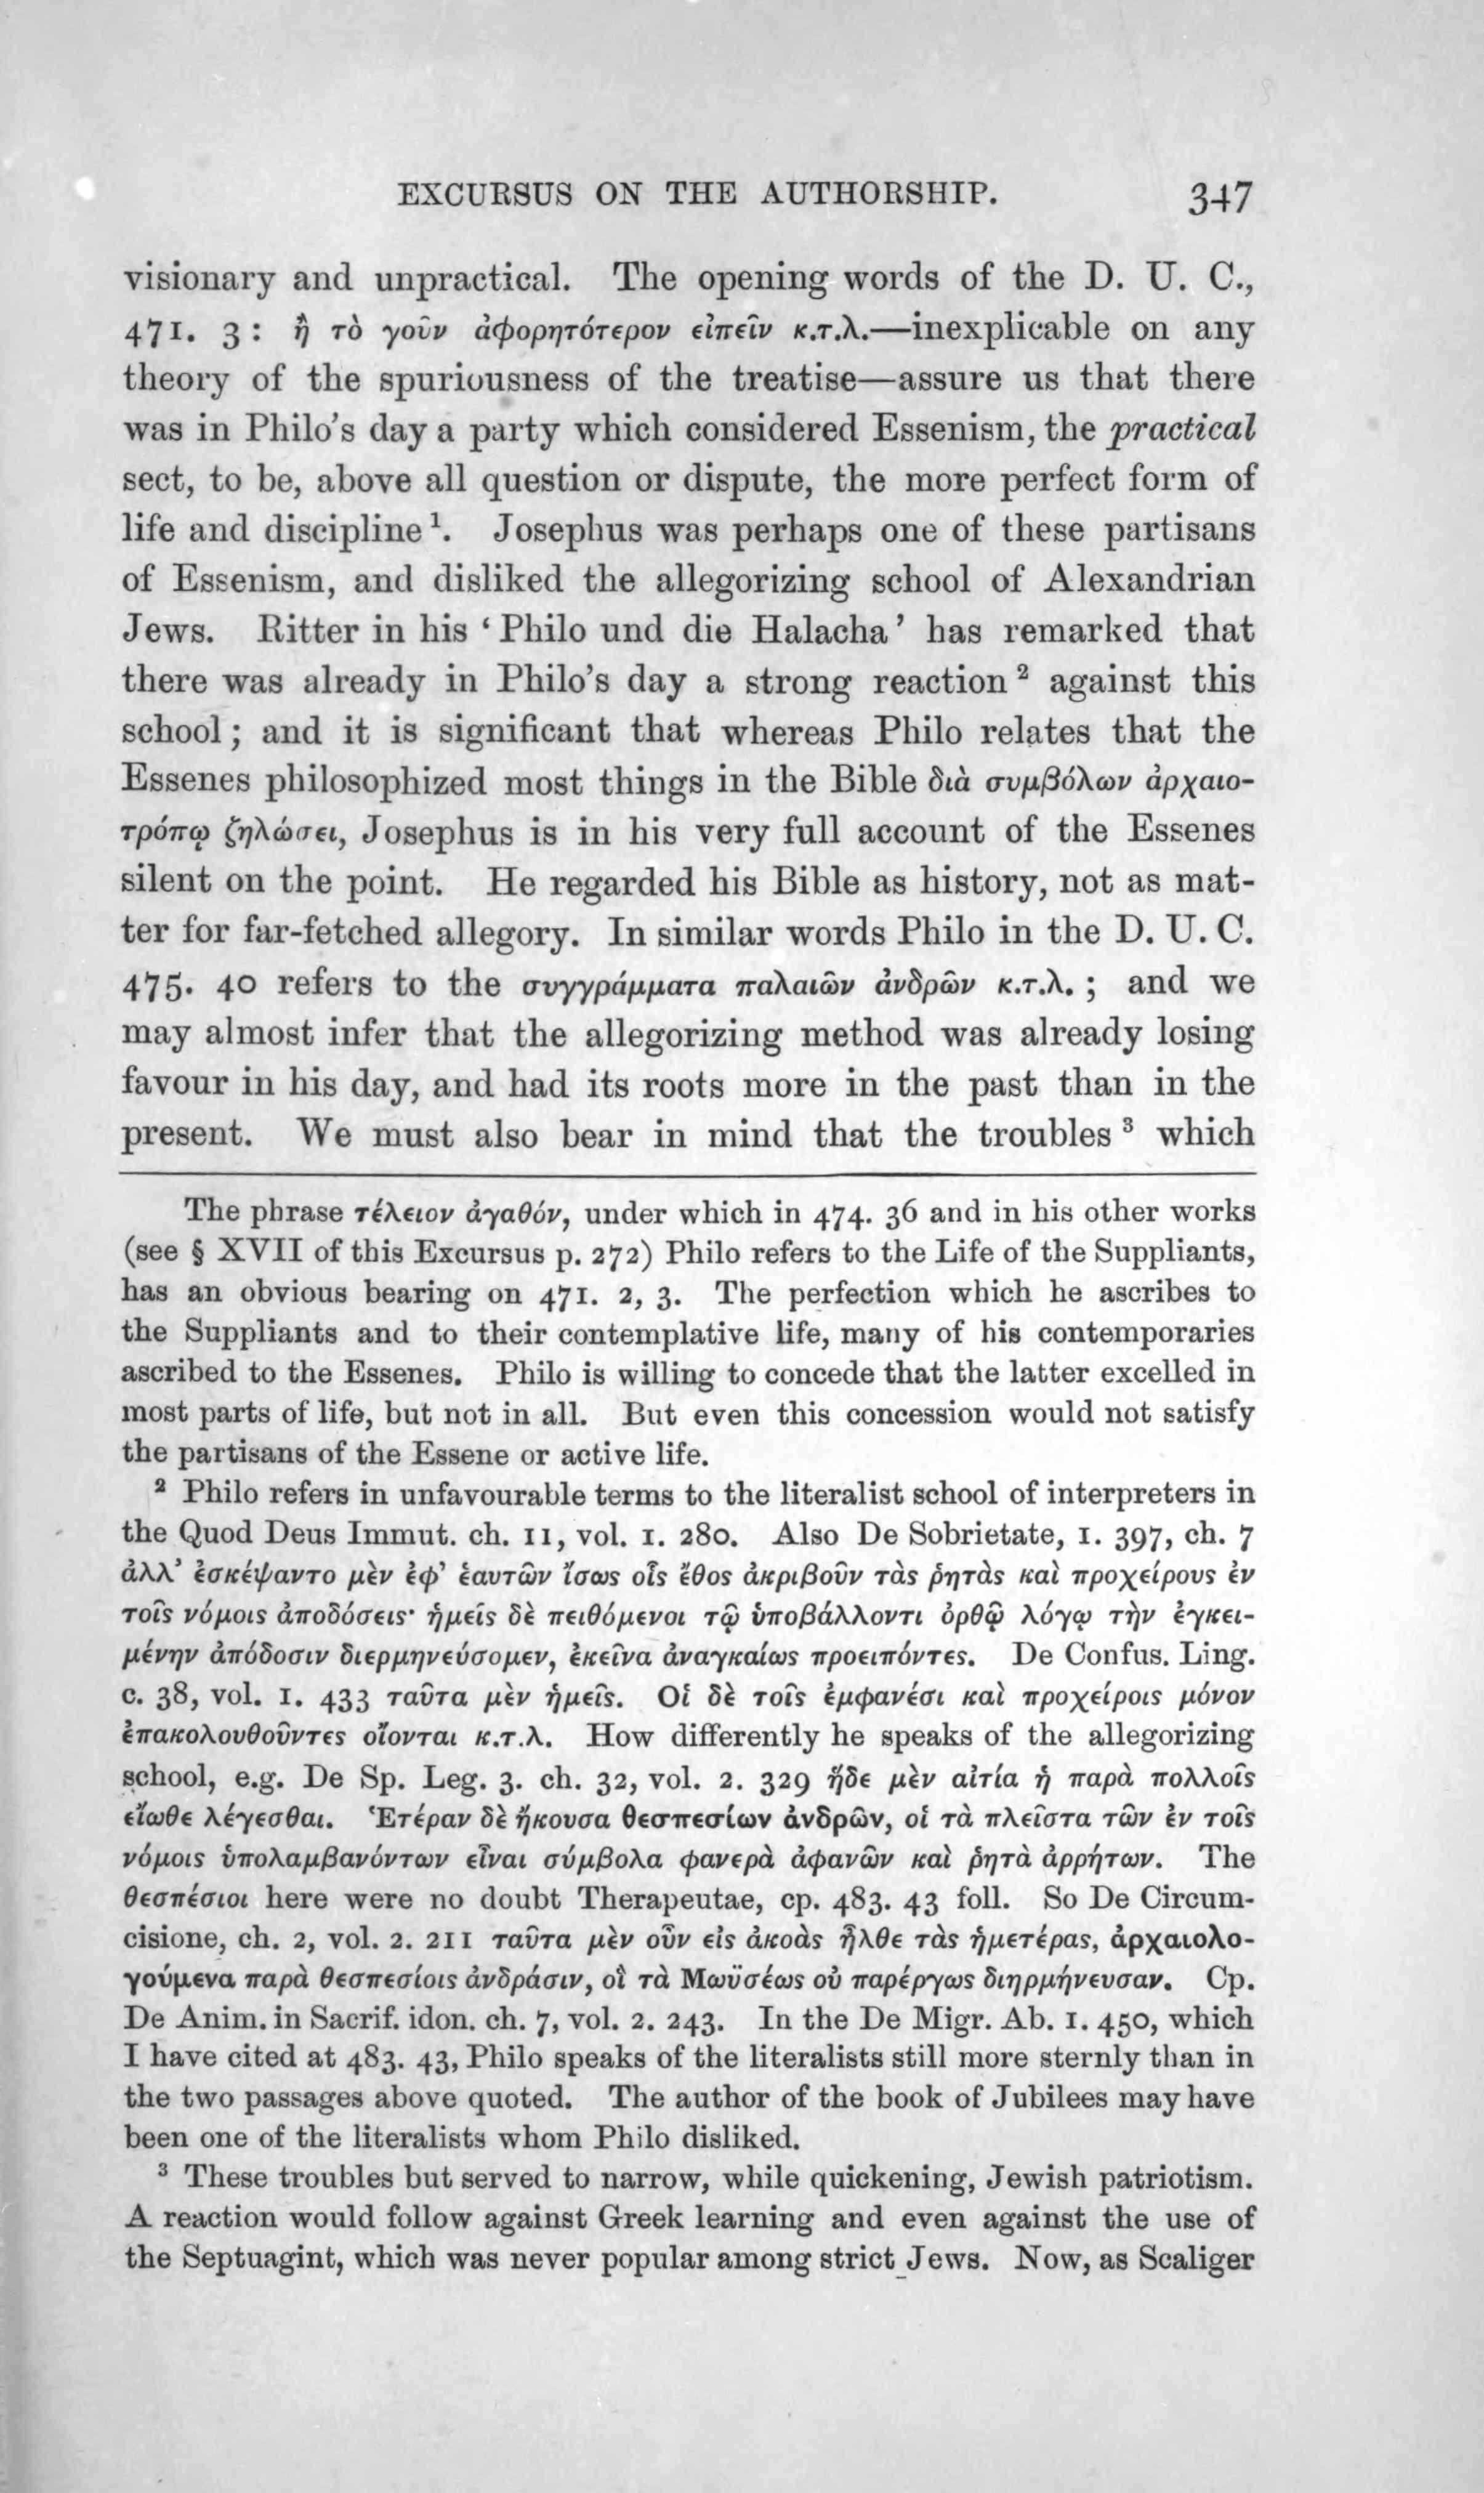 EXCURSUS ON THE AUTHORSHIP. 347
visionary and unpractical. The opening words of the D. U. C.,
471. 3 : ἢ τὸ γοῦν ἀφορητότερον εἰπεῖν κ.τ.λ.—inexplicable on any
theory of the spuriousness of the treatise—assure us that there
was in Philo's day a party which considered Essenism, the practical
sect, to be, above all question or dispute, the more perfect form of
life and discipline ¹. Josephus was perhaps one of these partisans
of Essenism, and disliked the allegorizing school of Alexandrian
Jews. Ritter in his ‘ Philo und die Halacha ’ has remarked that
there was already in Philo's day a strong reaction ² against this
school ; and it is significant that whereas Philo relates that the
Essenes philosophized most things in the Bible διὰ συμβόλων ἀρχαιο-
τρόπῳ ζηλώσει, Josephus is in his very full account of the Essenes
silent on the point. He regarded his Bible as history, not as mat-
ter for far-fetched allegory. In similar words Philo in the D. U. C.
475. 40 refers to the συγγράμματα παλαιῶν ἀνδρῶν κ.τ.λ. ; and we
may almost infer that the allegorizing method was already losing
favour in his day, and had its roots more in the past than in the
present. We must also bear in mind that the troubles ³ which
The phrase τέλειον ἀγαθόν, under which in 474. 36 and in his other works
(see § XVII of this Excursus p. 272) Philo refers to the Life of the Suppliants,
has an obvious bearing on 471. 2, 3. The perfection which he ascribes to
the Suppliants and to their contemplative life, many of his contemporaries
ascribed to the Essenes. Philo is willing to concede that the latter excelled in
most parts of life, but not in all. But even this concession would not satisfy
the partisans of the Essene or active life.
² Philo refers in unfavourable terms to the literalist school of interpreters in
the Quod Deus Immut. ch. 11, vol. 1. 280. Also De Sobrietate, 1. 397, ch. 7
ἀλλ’ ἐσκέψαντο μὲν ἐφ’ ἑαυτῶν ἴσως οἷς ἔθος ἀκριβοῦν τὰς ῥητὰς καὶ προχείρους ἐν
τοῖς νόμοις ἀποδόσεις· ἡμεῖς δὲ πειθόμενοι τῷ ὑποβάλλοντι ὀρθῷ λόγῳ τὴν ἐγκει-
μένην ἀπόδοσιν διερμηνεύσομεν, ἐκεῖνα ἀναγκαίως προειπόντες. De Confus. Ling.
c. 38, vol. 1. 433 ταῦτα μὲν ἡμεῖς. Οἱ δὲ τοῖς ἐμφανέσι καὶ προχείροις μόνον
ἐπακολουθοῦντες οἴονται κ.τ.λ. How differently he speaks of the allegorizing
school, e.g. De Sp. Leg. 3. ch. 32, vol. 2. 329 ἥδε μὲν αἰτία ἡ παρὰ πολλοῖς
εἴωθε λέγεσθαι. Ἑτέραν δὲ ἤκουσα θεσπεσίων ἀνδρῶν, οἱ τὰ πλεῖστα τῶν ἐν τοῖς
νόμοις ὑπολαμβανόντων εἶναι σύμβολα φανερὰ ἀφανῶν καὶ ῥητὰ ἀρρήτων. The
θεσπέσιοι here were no doubt Therapeutae, cp. 483. 43 foll. So De Circum-
cisione, ch. 2, vol. 2. 211 ταῦτα μὲν οὖν εἰς ἀκοὰς ἦλθε τὰς ἡμετέρας, ἀρχαιολο-
γούμενα παρὰ θεσπεσίοις ἀνδράσιν, οἳ τὰ Μωϋσέως οὐ παρέργως διηρμήνευσαν. Cp.
De Anim. in Sacrif. idon. ch. 7, vol. 2. 243. In the De Migr. Ab. 1. 450, which
I have cited at 483. 43, Philo speaks of the literalists still more sternly than in
the two passages above quoted. The author of the book of Jubilees may have
been one of the literalists whom Philo disliked.
³ These troubles but served to narrow, while quickening, Jewish patriotism.
A reaction would follow against Greek learning and even against the use of
the Septuagint, which was never popular among strict Jews. Now, as Scaliger